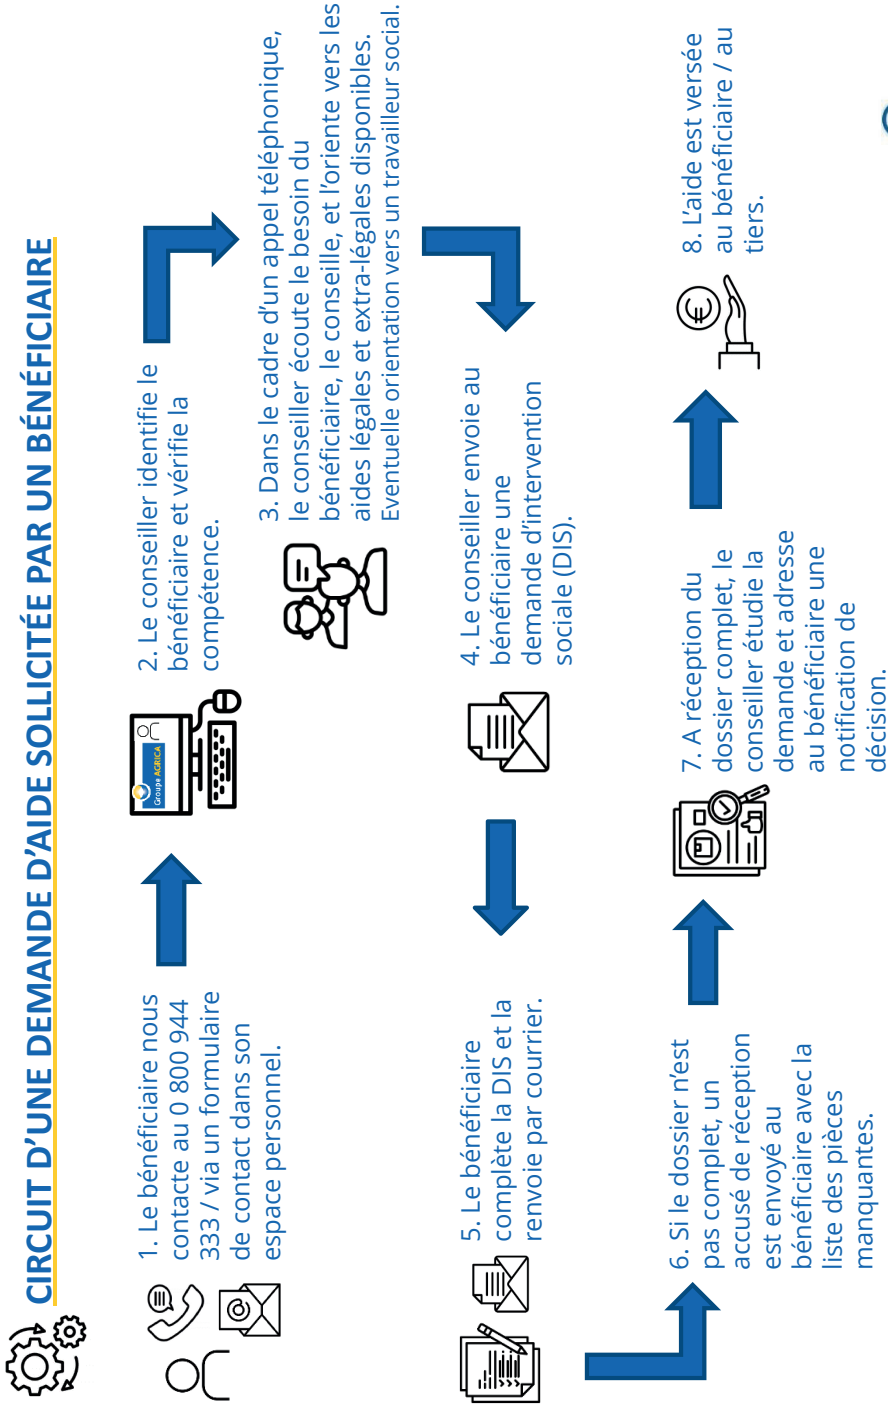 CIRCUIT D'UNE DEMANDE D'AIDE SOLLICITÉE PAR UN BÉNÉFICIAIRE
1. Le bénéficiaire nous
contacte au 0 800 944
333 / via un formulaire
de contact dans son
espace personnel.
Groupe AGRICA
2. Le conseiller identifie le
bénéficiaire et vérifie la
compétence.
3. Dans le cadre d'un appel téléphonique,
le conseiller écoute le besoin du
bénéficiaire, le conseille, et l'oriente vers les
aides légales et extra-légales disponibles.
Eventuelle orientation vers un travailleur social.
4. Le conseiller envoie au
bénéficiaire une
demande d'intervention
sociale (DIS).
5. Le bénéficiaire
complète la DIS et la
renvoie par courrier.
6. Si le dossier n'est
pas complet, un
accusé de réception
est envoyé au
bénéficiaire avec la
liste des pièces
manquantes.
7. A réception du
dossier complet, le
conseiller étudie la
demande et adresse
au bénéficiaire une
notification de
décision.
8. L'aide est versée
au bénéficiaire / au
tiers.